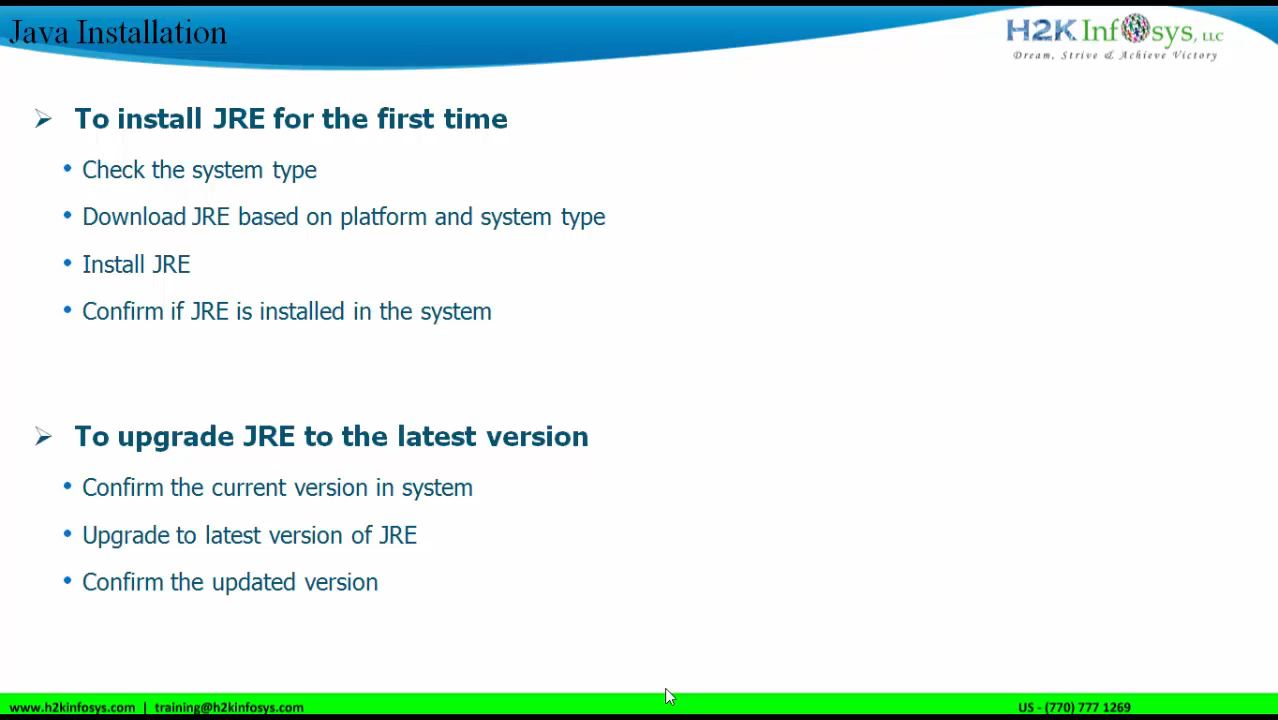 Java Installation
H2K Infosys, LLC
Dream, Strive & Achieve Victory
To install JRE for the first time
Check the system type
Download JRE based on platform and system type
Install JRE
Confirm if JRE is installed in the system
To upgrade JRE to the latest version
Confirm the current version in system
Upgrade to latest version of JRE
Confirm the updated version
www.h2kinfosys.com | training@h2kinfosys.com US - (770) 777 1269